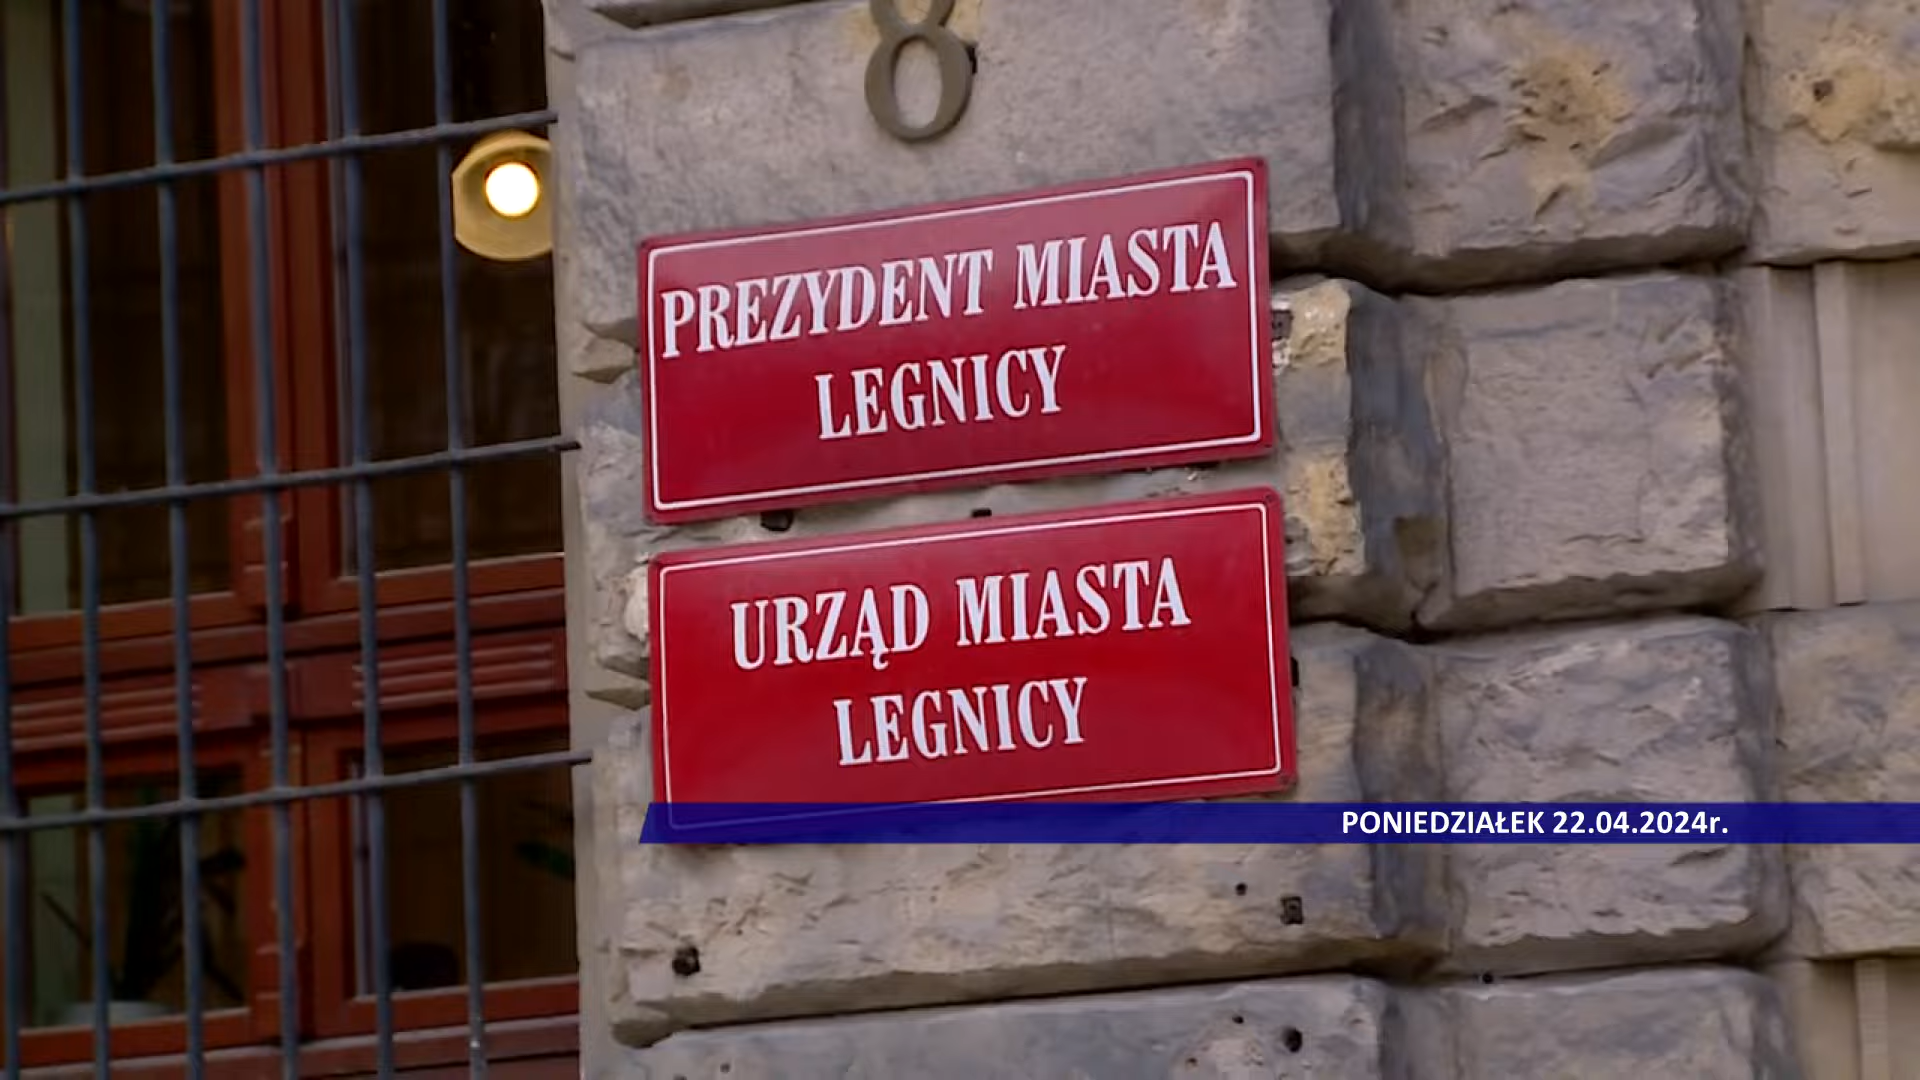 8
PREZYDENT MIASTA
LEGNICY
URZĄD MIASTA
LEGNICY
PONIEDZIAŁEK 22.04.2024r.